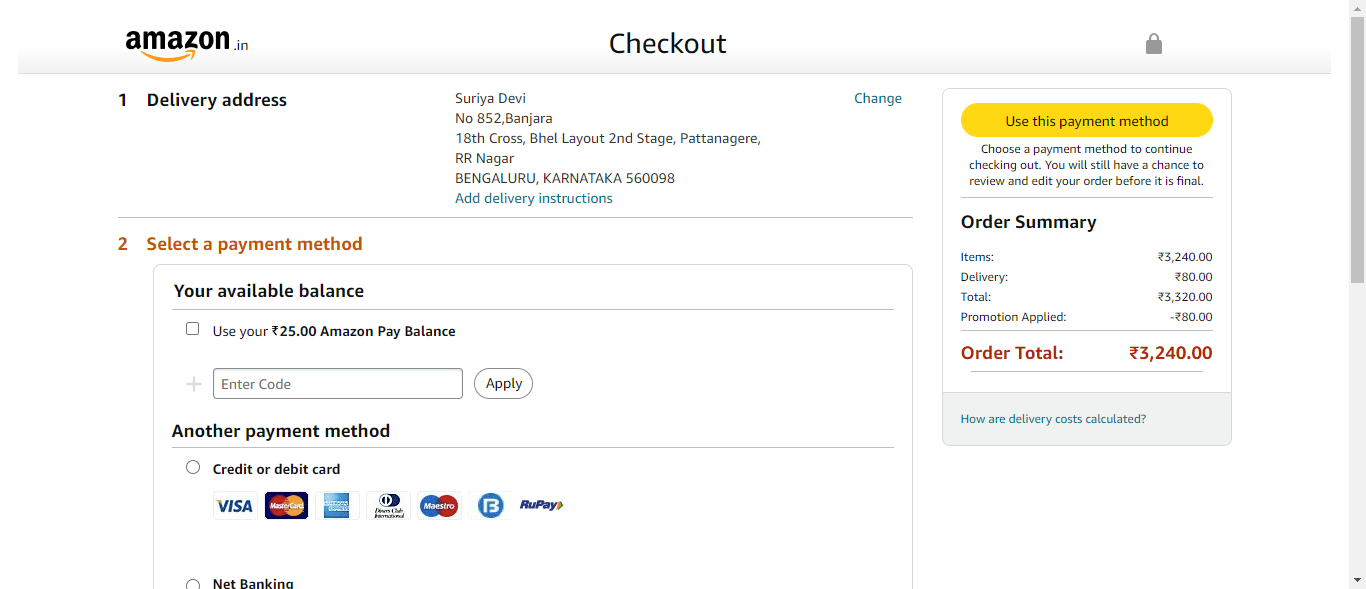 amazon.in
Checkout
1 Delivery address
Suriya Devi
No 852,Banjara
18th Cross, Bhel Layout 2nd Stage, Pattanagere,
RR Nagar
BENGALURU, KARNATAKA 560098
Add delivery instructions
Change
2 Select a payment method
Your available balance
Use your ₹25.00 Amazon Pay Balance
Enter Code
Apply
Another payment method
Credit or debit card
VISA MasterCard AMERICAN EXPRESS Diners Club International Maestro B RuPay
Net Banking
Use this payment method
Choose a payment method to continue
checking out. You will still have a chance to
review and edit your order before it is final.
Order Summary
Items: ₹3,240.00
Delivery: ₹80.00
Total: ₹3,320.00
Promotion Applied: -₹80.00
Order Total: ₹3,240.00
How are delivery costs calculated?